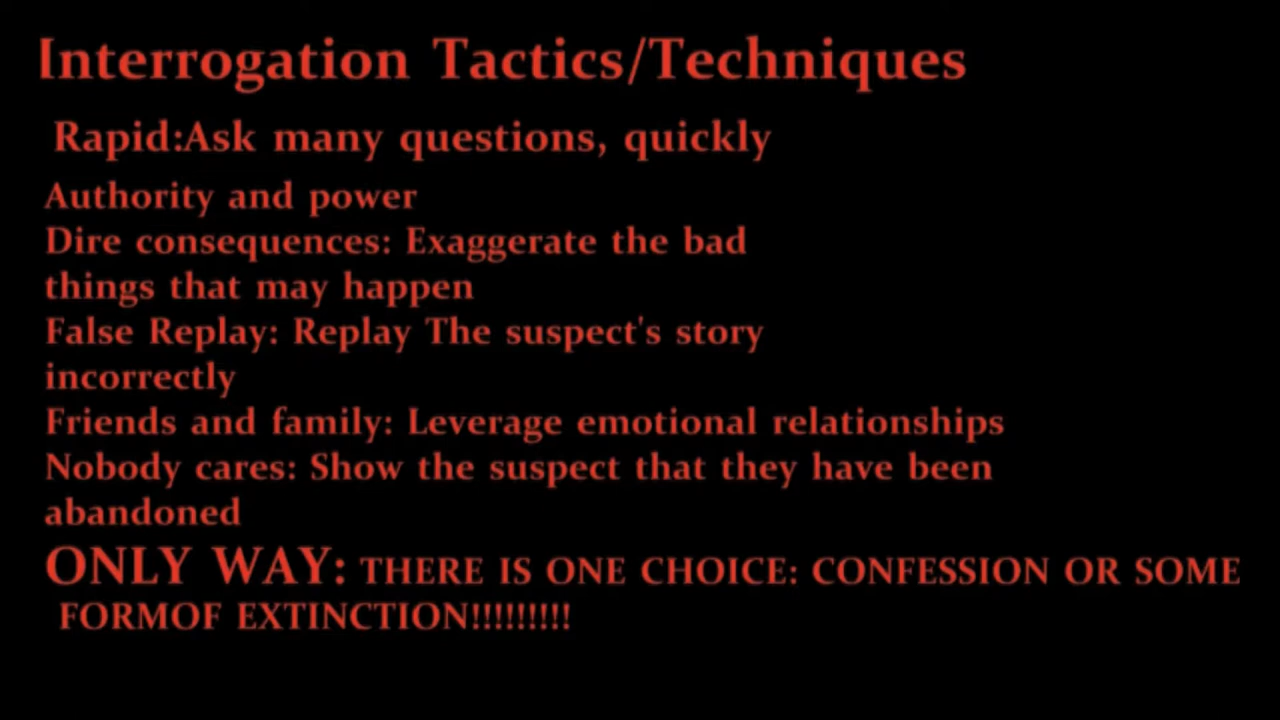 Interrogation Tactics/Techniques
Rapid:Ask many questions, quickly
Authority and power
Dire consequences: Exaggerate the bad
things that may happen
False Replay: Replay The suspect's story
incorrectly
Friends and family: Leverage emotional relationships
Nobody cares: Show the suspect that they have been
abandoned
ONLY WAY: THERE IS ONE CHOICE: CONFESSION OR SOME
FORMOF EXTINCTION!!!!!!!!!